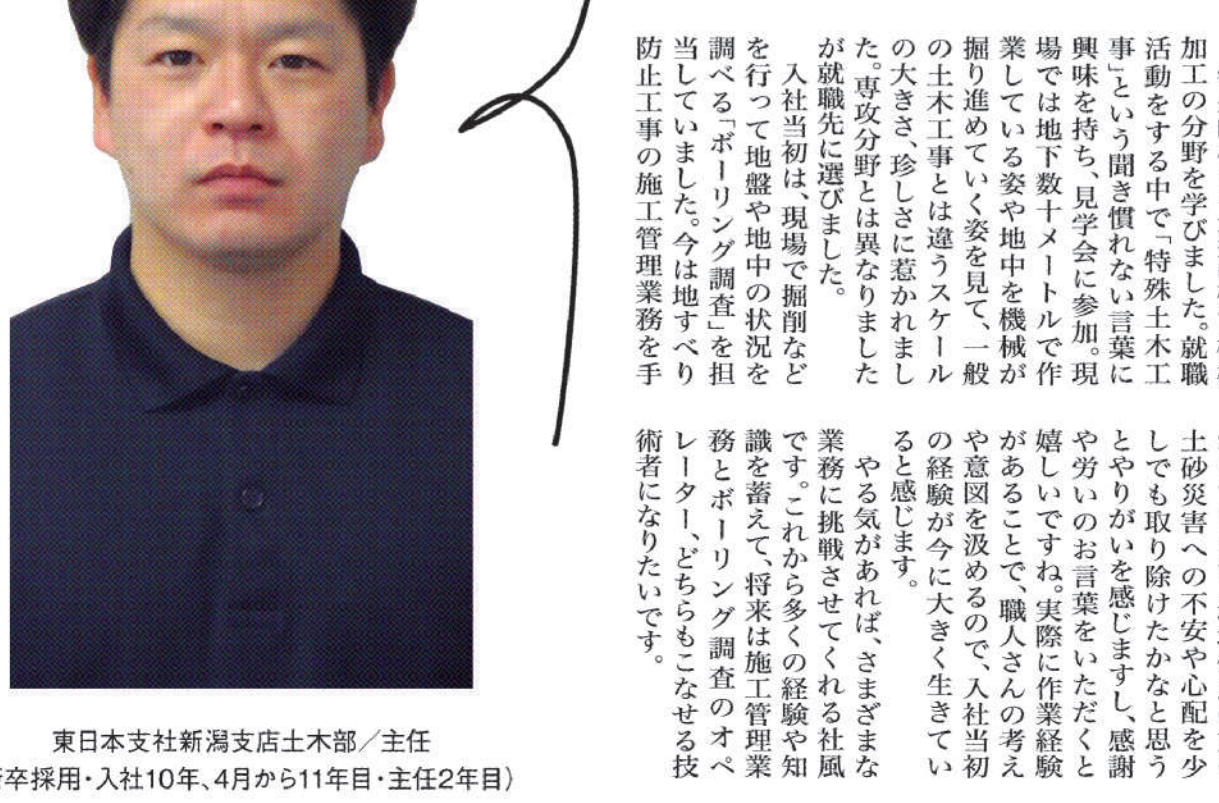 加工の分野を学びました。就職
活動をする中で「特殊土木工
事」という聞き慣れない言葉に
興味を持ち、見学会に参加。現
場では地下数十メートルで作
業している姿や地中を機械が
掘り進めていく姿を見て、一般
の土木工事とは違うスケール
の大きさ、珍しさに惹かれまし
た。専攻分野とは異なりました
が就職先に選びました。
入社当初は、現場で掘削など
を行って地盤や地中の状況を
調べる「ボーリング調査」を担
当していました。今は地すべり
防止工事の施工管理業務を手
土砂災害への不安や心配を少
しでも取り除けたかなと思う
とやりがいを感じますし、感謝
や労いのお言葉をいただくと
嬉しいですね。実際に作業経験
があることで、職人さんの考え
や意図を汲めるので、入社当初
の経験が今に大きく生きてい
ると感じます。
やる気があれば、さまざまな
業務に挑戦させてくれる社風
です。これから多くの経験や知
識を蓄えて、将来は施工管理業
務とボーリング調査のオペ
レーター、どちらもこなせる技
術者になりたいです。
東日本支社新潟支店土木部／主任
卒採用・入社10年、4月から11年目・主任2年目）